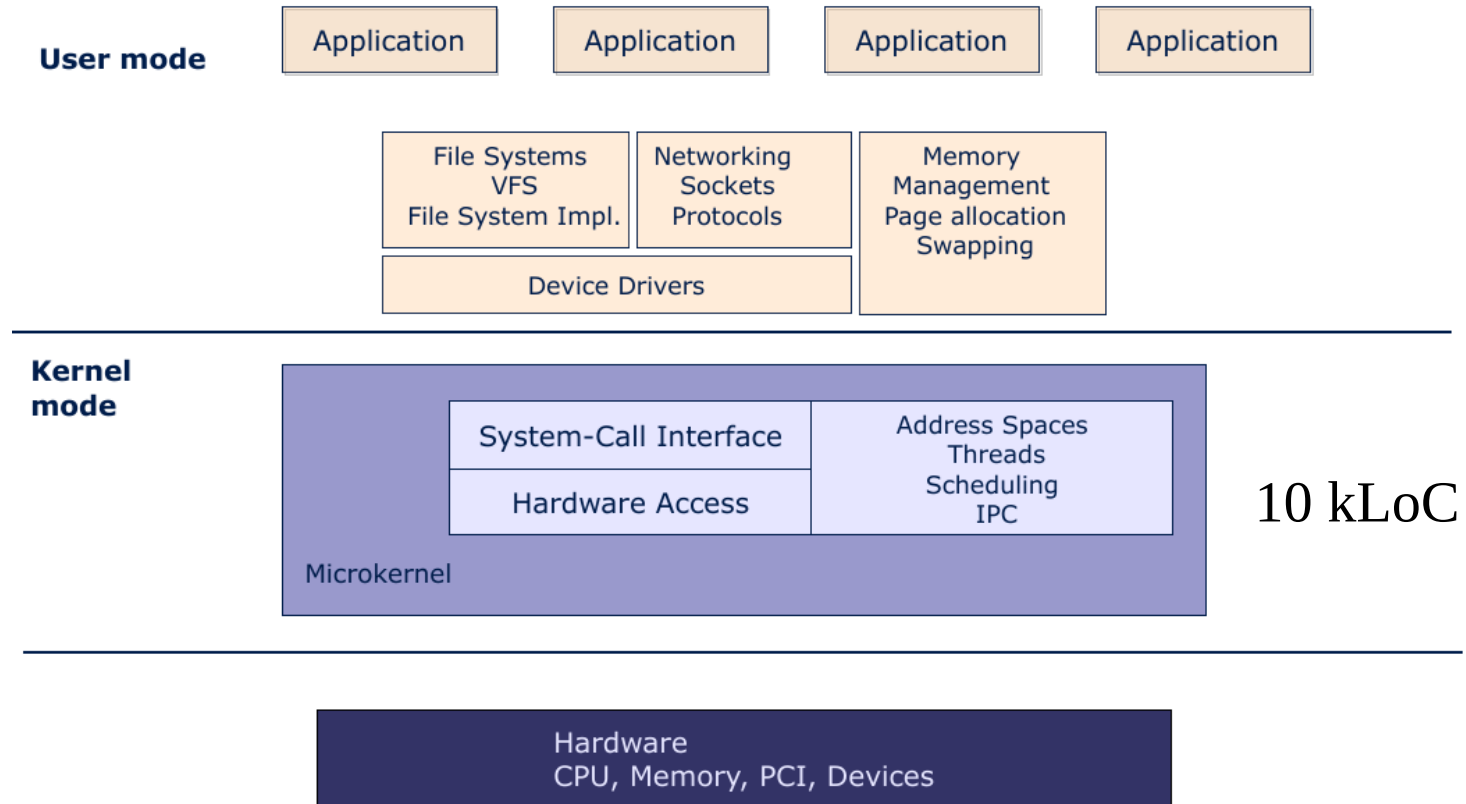 User mode
Application
Application
Application
Application
File Systems
VFS
File System Impl.
Networking
Sockets
Protocols
Memory
Management
Page allocation
Swapping
Device Drivers
Kernel
mode
System-Call Interface
Hardware Access
Address Spaces
Threads
Scheduling
IPC
Microkernel
10 kLoC
Hardware
CPU, Memory, PCI, Devices